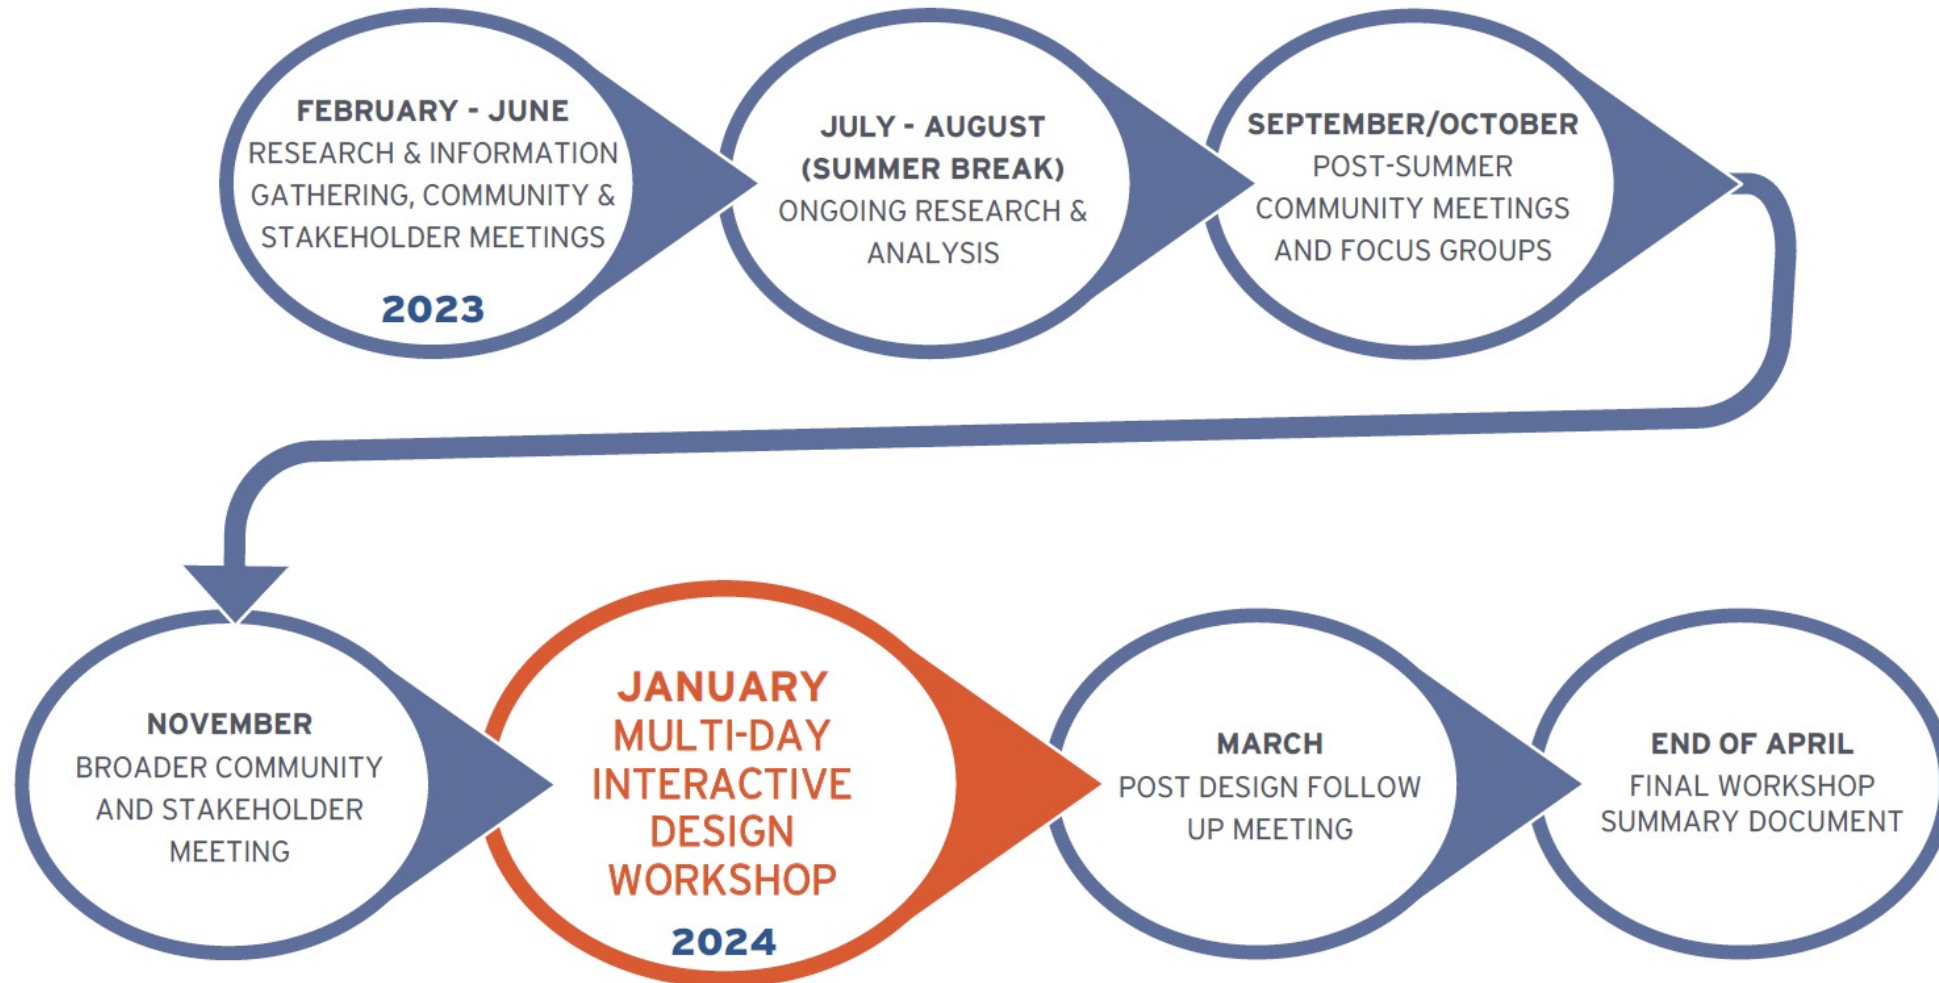 FEBRUARY - JUNE
RESEARCH & INFORMATION
GATHERING, COMMUNITY &
STAKEHOLDER MEETINGS
2023
JULY - AUGUST
(SUMMER BREAK)
ONGOING RESEARCH &
ANALYSIS
SEPTEMBER/OCTOBER
POST-SUMMER
COMMUNITY MEETINGS
AND FOCUS GROUPS
NOVEMBER
BROADER COMMUNITY
AND STAKEHOLDER
MEETING
JANUARY
MULTI-DAY
INTERACTIVE
DESIGN
WORKSHOP
2024
MARCH
POST DESIGN FOLLOW
UP MEETING
END OF APRIL
FINAL WORKSHOP
SUMMARY DOCUMENT